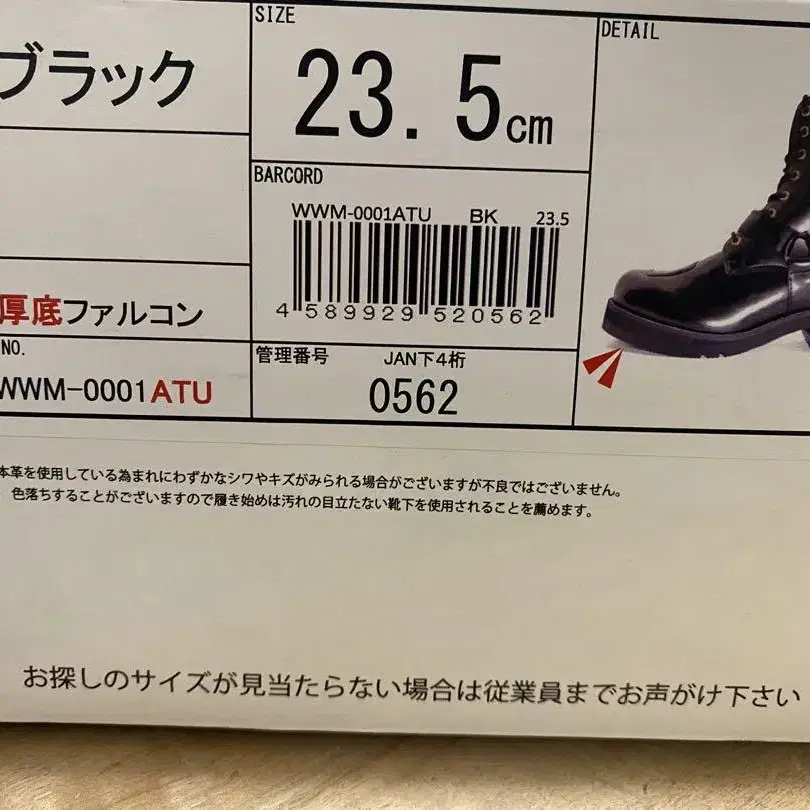 ブラック
厚底ファルコン
NO.
WWM-0001ATU
SIZE
23.5cm
BARCORD
WWM-0001ATU BK 23.5
4 589929 520562
管理番号 JAN下4桁
0562
DETAIL
本革を使用している為まれにわずかなシワやキズがみられる場合がございますが不良ではございません。
色落ちすることがございますので履き始めは汚れの目立たない靴下を使用されることを薦めます。
お探しのサイズが見当たらない場合は従業員までお声がけ下さい